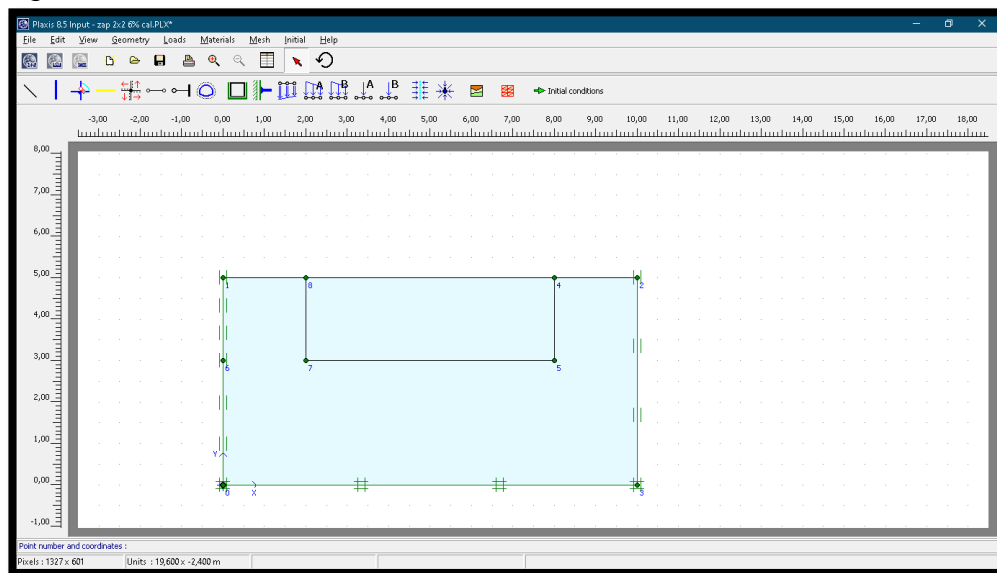 Plaxis 8.5 Input - zap 2x2 6% cal.PLX*
File Edit View Geometry Loads Materials Mesh Initial Help
A B A B Initial conditions
-3,00 -2,00 -1,00 0,00 1,00 2,00 3,00 4,00 5,00 6,00 7,00 8,00 9,00 10,00 11,00 12,00 13,00 14,00 15,00 16,00 17,00 18,00
8,00
7,00
6,00
5,00
1 8 4 2
4,00
3,00
6 7 5
2,00
1,00
Y
0,00
0 X 3
-1,00
Point number and coordinates :
Pixels : 1327 x 601 Units : 19,600 x -2,400 m